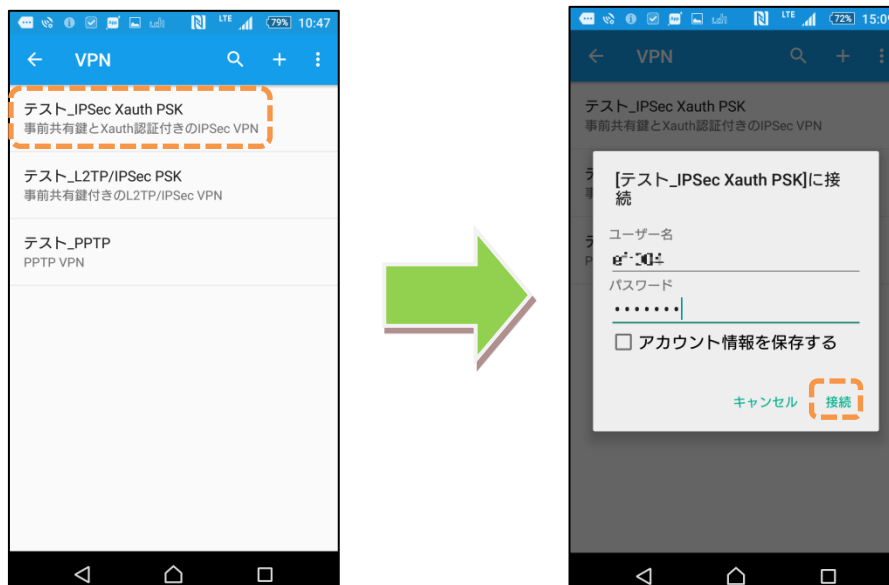 LTE 79% 10:47
VPN
テスト_IPSec Xauth PSK
事前共有鍵とXauth認証付きのIPSec VPN
テスト_L2TP/IPSec PSK
事前共有鍵付きのL2TP/IPSec VPN
テスト_PPTP
PPTP VPN
LTE 72% 15:09
VPN
テスト_IPSec Xauth PSK
事前共有鍵とXauth認証付きのIPSec VPN
[テスト_IPSec Xauth PSK]に接
続
ユーザー名
パスワード
•••••••
アカウント情報を保存する
キャンセル 接続